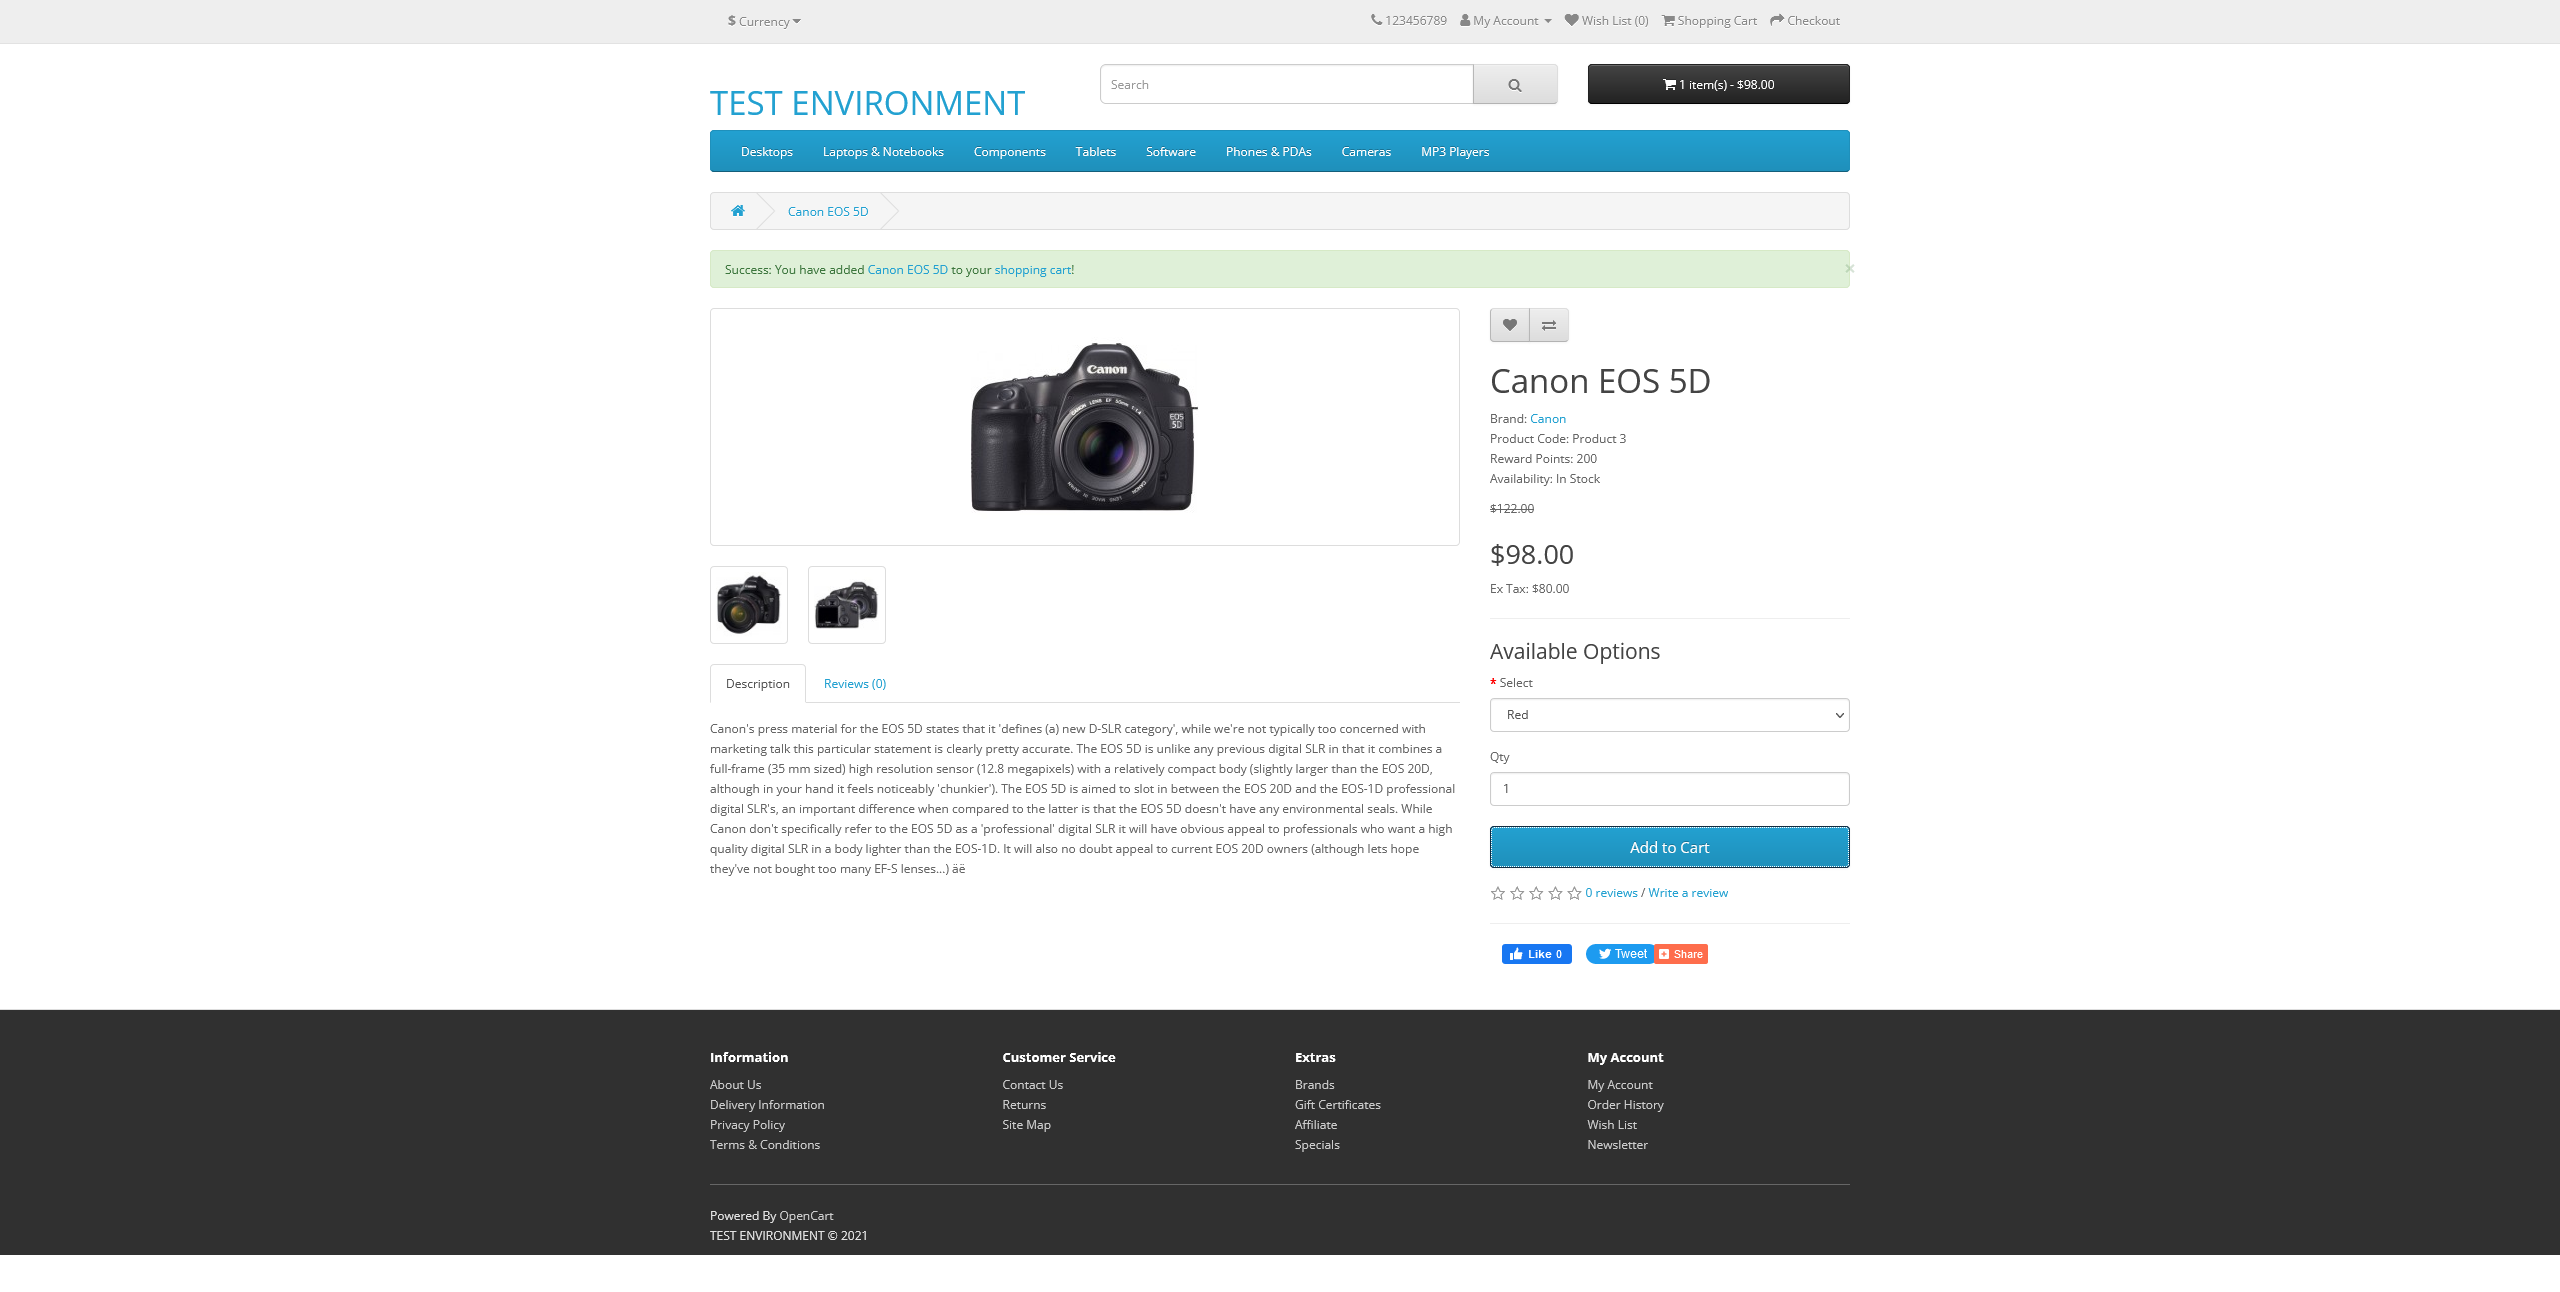 $ Currency
123456789 My Account Wish List (0) Shopping Cart Checkout
TEST ENVIRONMENT
Search
1 item(s) - $98.00
Desktops Laptops & Notebooks Components Tablets Software Phones & PDAs Cameras MP3 Players
Canon EOS 5D
Success: You have added Canon EOS 5D to your shopping cart!
×
Canon
CANON LENS EF 50mm 1:1.4
EOS
5D
CANON LENS MADE IN JAPAN
Description
Reviews (0)
Canon's press material for the EOS 5D states that it 'defines (a) new D-SLR category', while we're not typically too concerned with
marketing talk this particular statement is clearly pretty accurate. The EOS 5D is unlike any previous digital SLR in that it combines a
full-frame (35 mm sized) high resolution sensor (12.8 megapixels) with a relatively compact body (slightly larger than the EOS 20D,
although in your hand it feels noticeably 'chunkier'). The EOS 5D is aimed to slot in between the EOS 20D and the EOS-1D professional
digital SLR's, an important difference when compared to the latter is that the EOS 5D doesn't have any environmental seals. While
Canon don't specifically refer to the EOS 5D as a 'professional' digital SLR it will have obvious appeal to professionals who want a high
quality digital SLR in a body lighter than the EOS-1D. It will also no doubt appeal to current EOS 20D owners (although lets hope
they've not bought too many EF-S lenses...) äë
Canon EOS 5D
Brand: Canon
Product Code: Product 3
Reward Points: 200
Availability: In Stock
$122.00
$98.00
Ex Tax: $80.00
Available Options
* Select
Red
Qty
1
Add to Cart
0 reviews / Write a review
Like 0
Tweet
Share
Information
About Us
Delivery Information
Privacy Policy
Terms & Conditions
Customer Service
Contact Us
Returns
Site Map
Extras
Brands
Gift Certificates
Affiliate
Specials
My Account
My Account
Order History
Wish List
Newsletter
Powered By OpenCart
TEST ENVIRONMENT © 2021